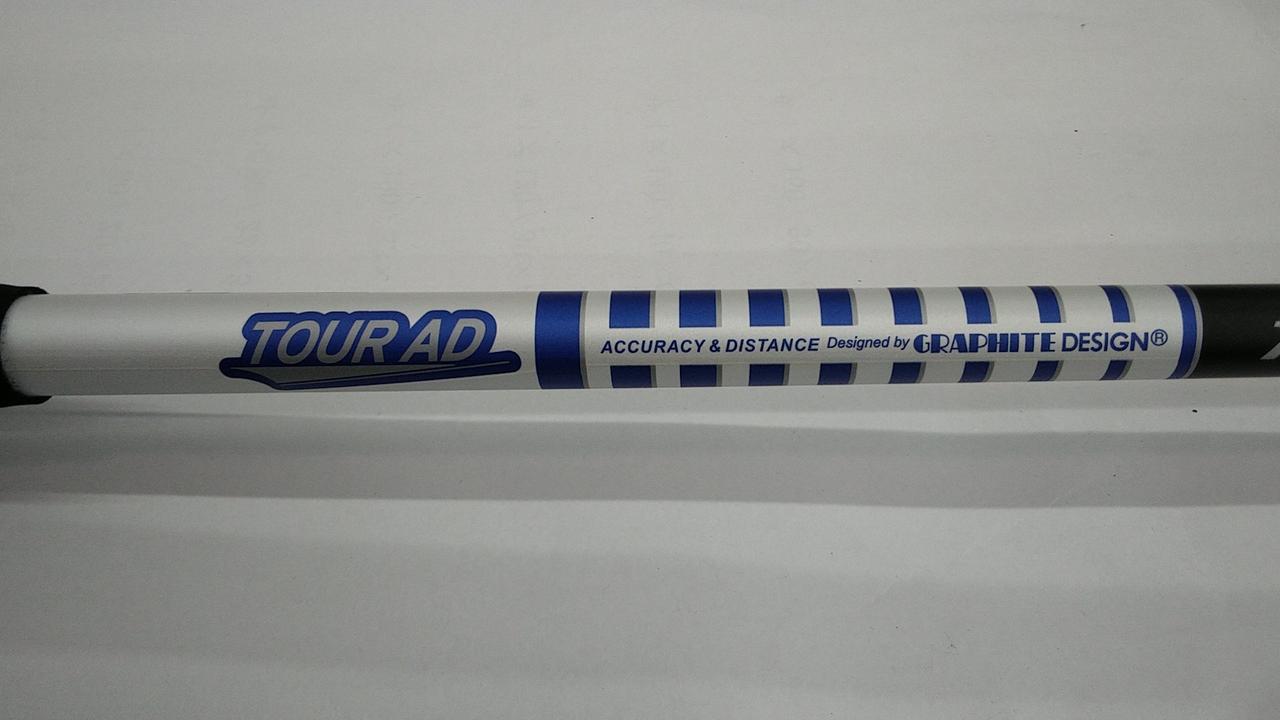 TOUR AD
ACCURACY & DISTANCE Designed by GRAPHITE DESIGN®